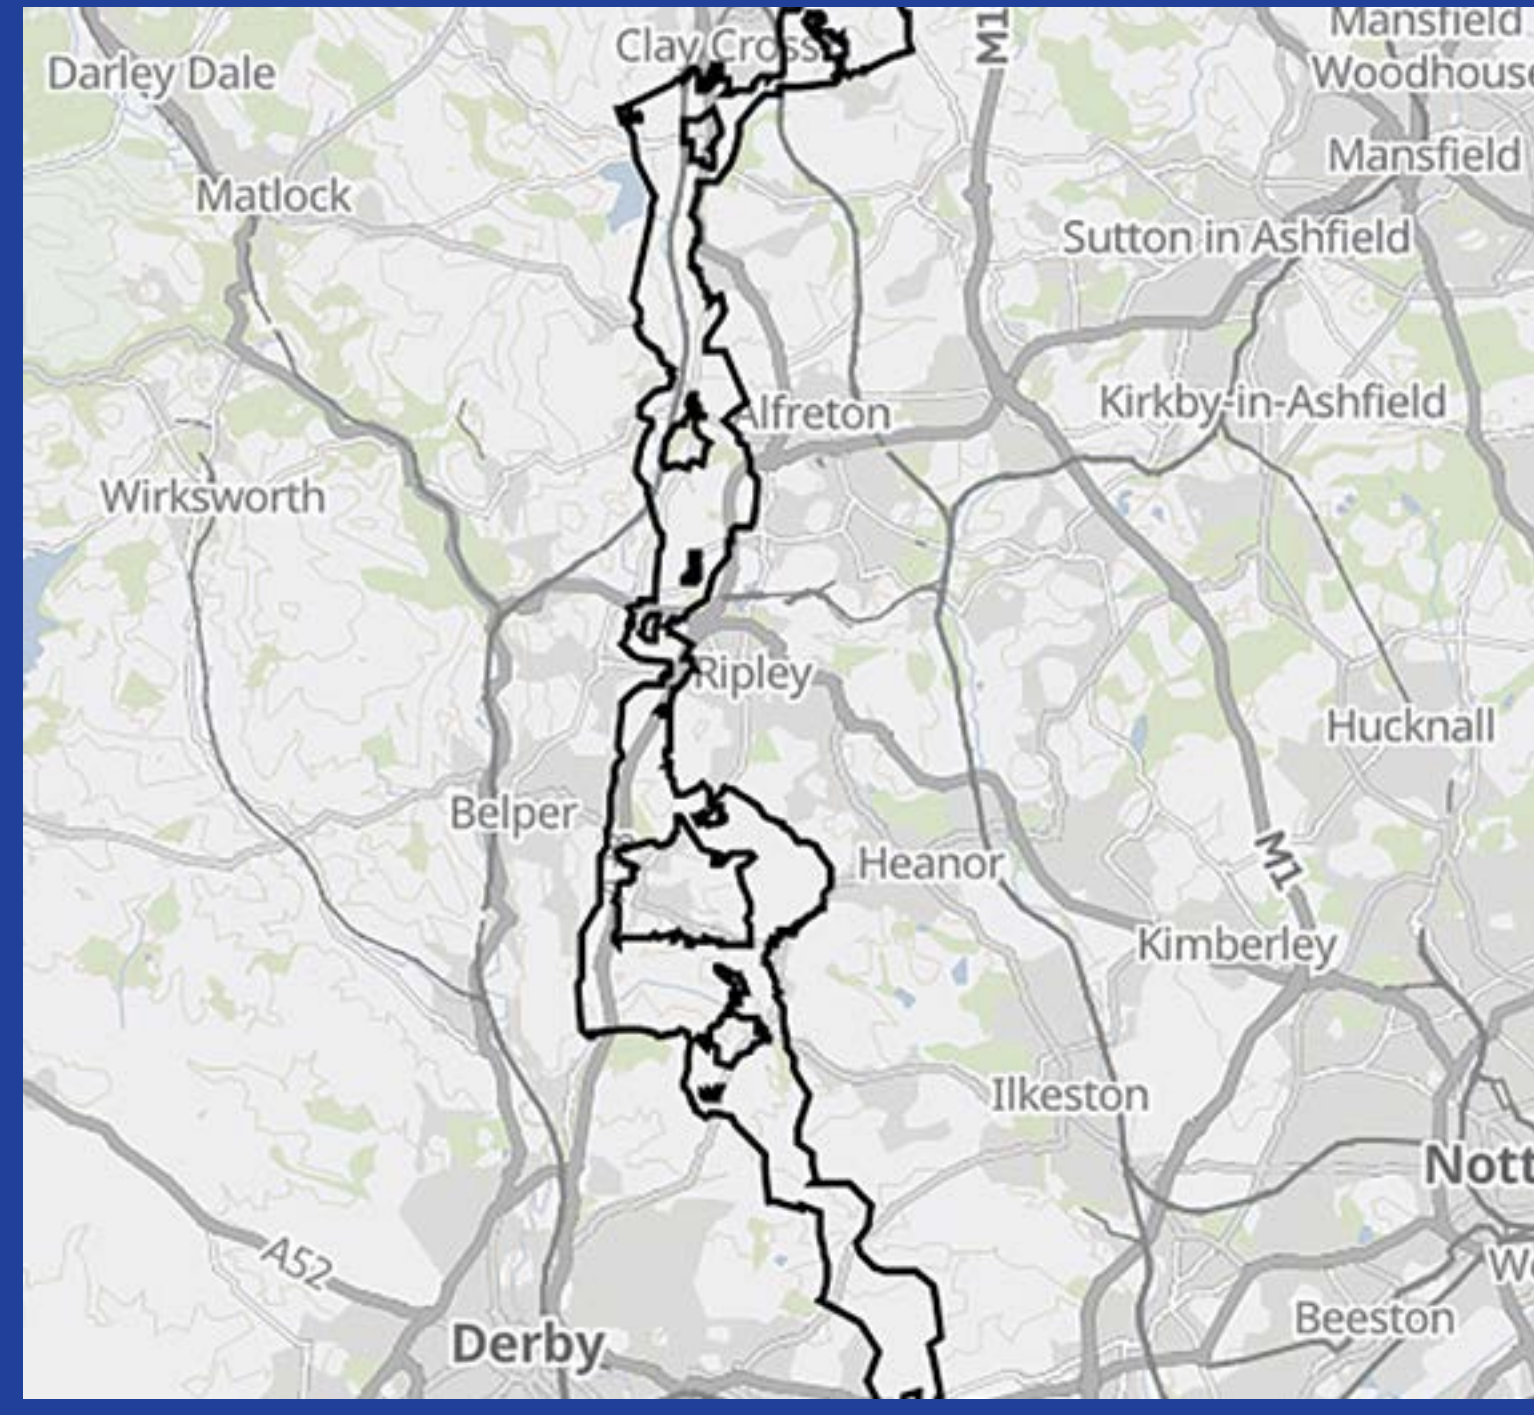 Clay Cross
M1
Mansfield
Woodhouse
Darley Dale
Mansfield
Matlock
Sutton in Ashfield
Alfreton
Kirkby-in-Ashfield
Wirksworth
Ripley
Hucknall
Belper
M1
Heanor
Kimberley
Ilkeston
Nott
A52
We
Beeston
Derby